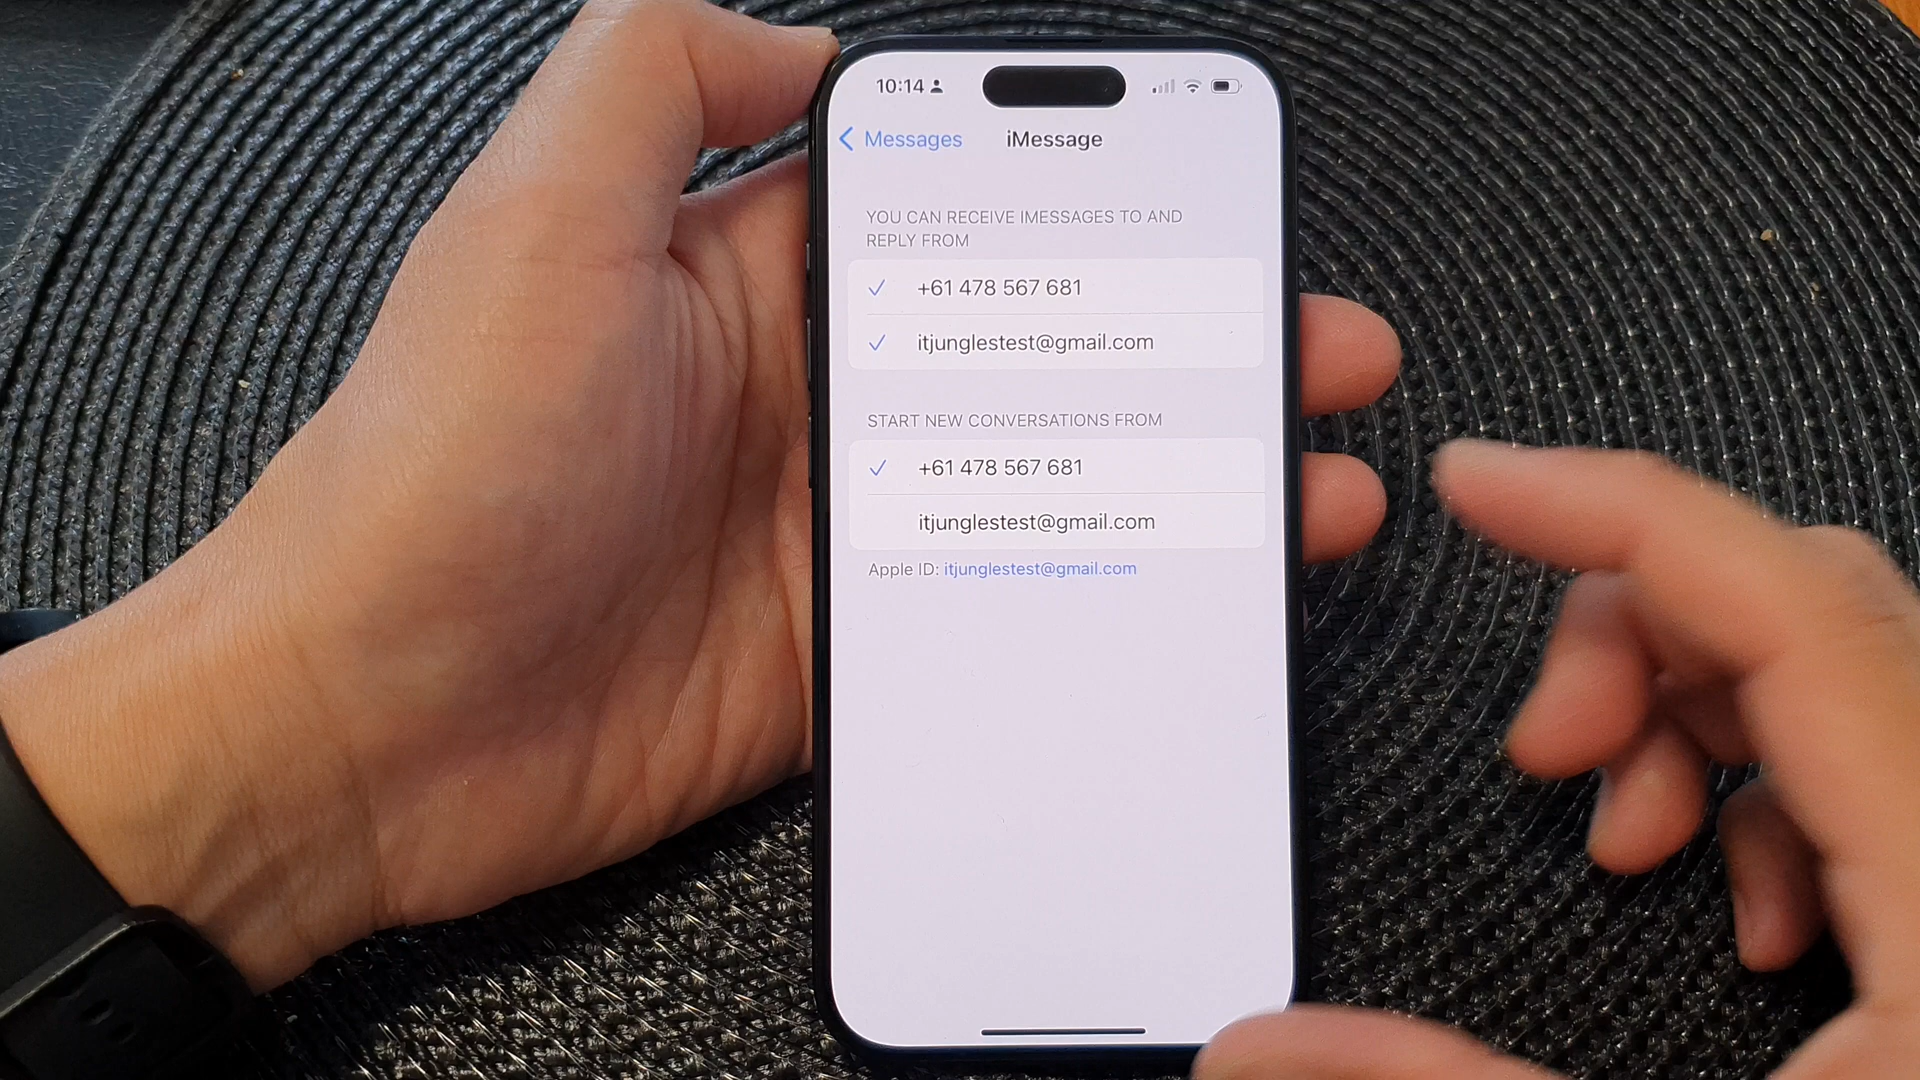 10:14
Messages
iMessage
YOU CAN RECEIVE IMESSAGES TO AND
REPLY FROM
+61 478 567 681
itjunglestest@gmail.com
START NEW CONVERSATIONS FROM
+61 478 567 681
itjunglestest@gmail.com
Apple ID: itjunglestest@gmail.com